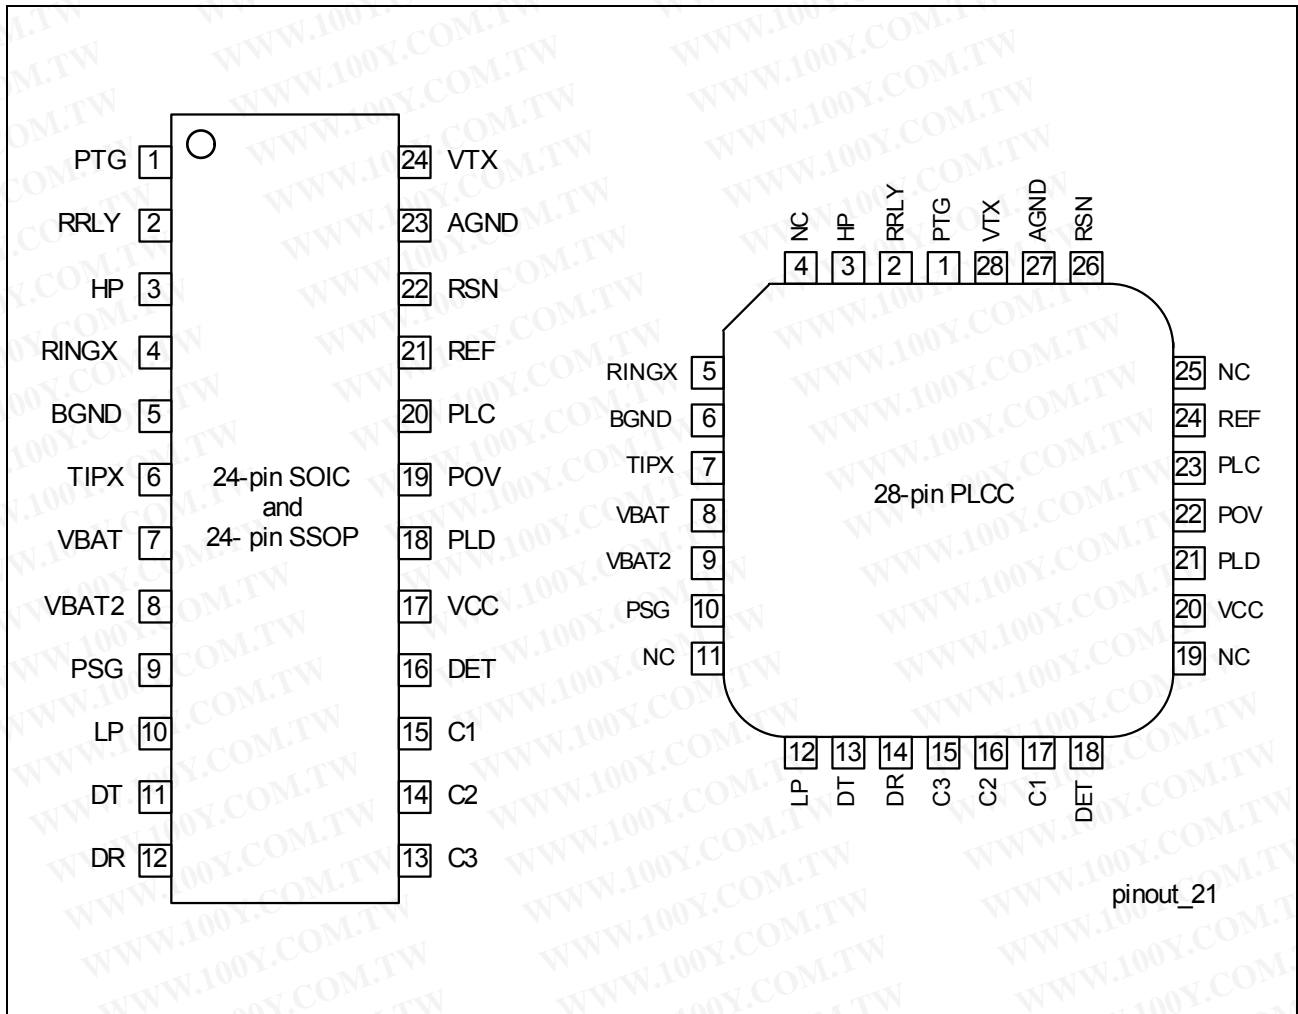 PTG 1
RRLY 2
HP 3
RINGX 4
BGND 5
TIPX 6
VBAT 7
VBAT2 8
PSG 9
LP 10
DT 11
DR 12
24-pin SOIC
and
24- pin SSOP
24 VTX
23 AGND
22 RSN
21 REF
20 PLC
19 POV
18 PLD
17 VCC
16 DET
15 C1
14 C2
13 C3
NC HP RRLY PTG VTX AGND RSN
4 3 2 1 28 27 26
RINGX 5
BGND 6
TIPX 7
VBAT 8
VBAT2 9
PSG 10
NC 11
28-pin PLCC
25 NC
24 REF
23 PLC
22 POV
21 PLD
20 VCC
19 NC
12 13 14 15 16 17 18
LP DT DR C3 C2 C1 DET
pinout_21
WWW.100Y.COM.TW